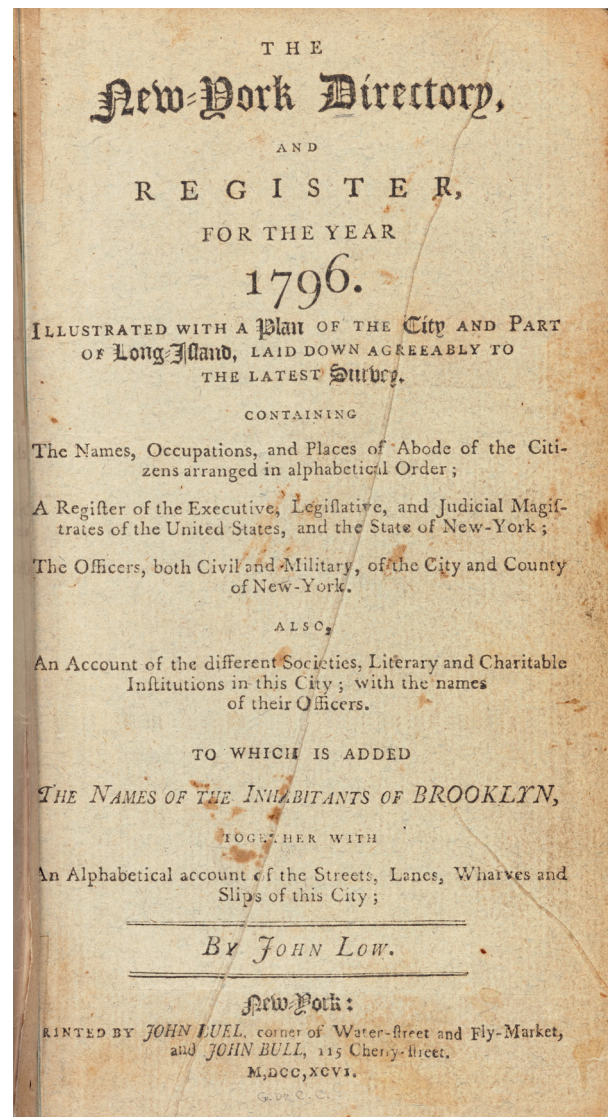 THE
New-York Directory,
AND
REGISTER,
FOR THE YEAR
1796.
ILLUSTRATED WITH A Plan OF THE City AND PART
OF Long-Iſland, LAID DOWN AGREEABLY TO
THE LATEST Survey.
CONTAINING
The Names, Occupations, and Places of Abode of the Citi-
zens arranged in alphabetical Order ;
A Regiſter of the Executive, Legiſlative, and Judicial Magiſ-
trates of the United States, and the State of New-York ;
The Officers, both Civil and Military, of the City and County
of New-York.
ALSO,
An Account of the different Societies, Literary and Charitable
Inſtitutions in this City ; with the names
of their Officers.
TO WHICH IS ADDED
THE NAMES OF THE INHABITANTS OF BROOKLYN,
TOGETHER WITH
An Alphabetical account of the Streets, Lanes, Wharves and
Slips of this City ;
BY JOHN LOW.
New-York:
RINTED BY JOHN BUEL, corner of Water-ſtreet and Fly-Market,
and JOHN BULL, 115 Cherry-ſtreet.
M,DCC,XCVI.